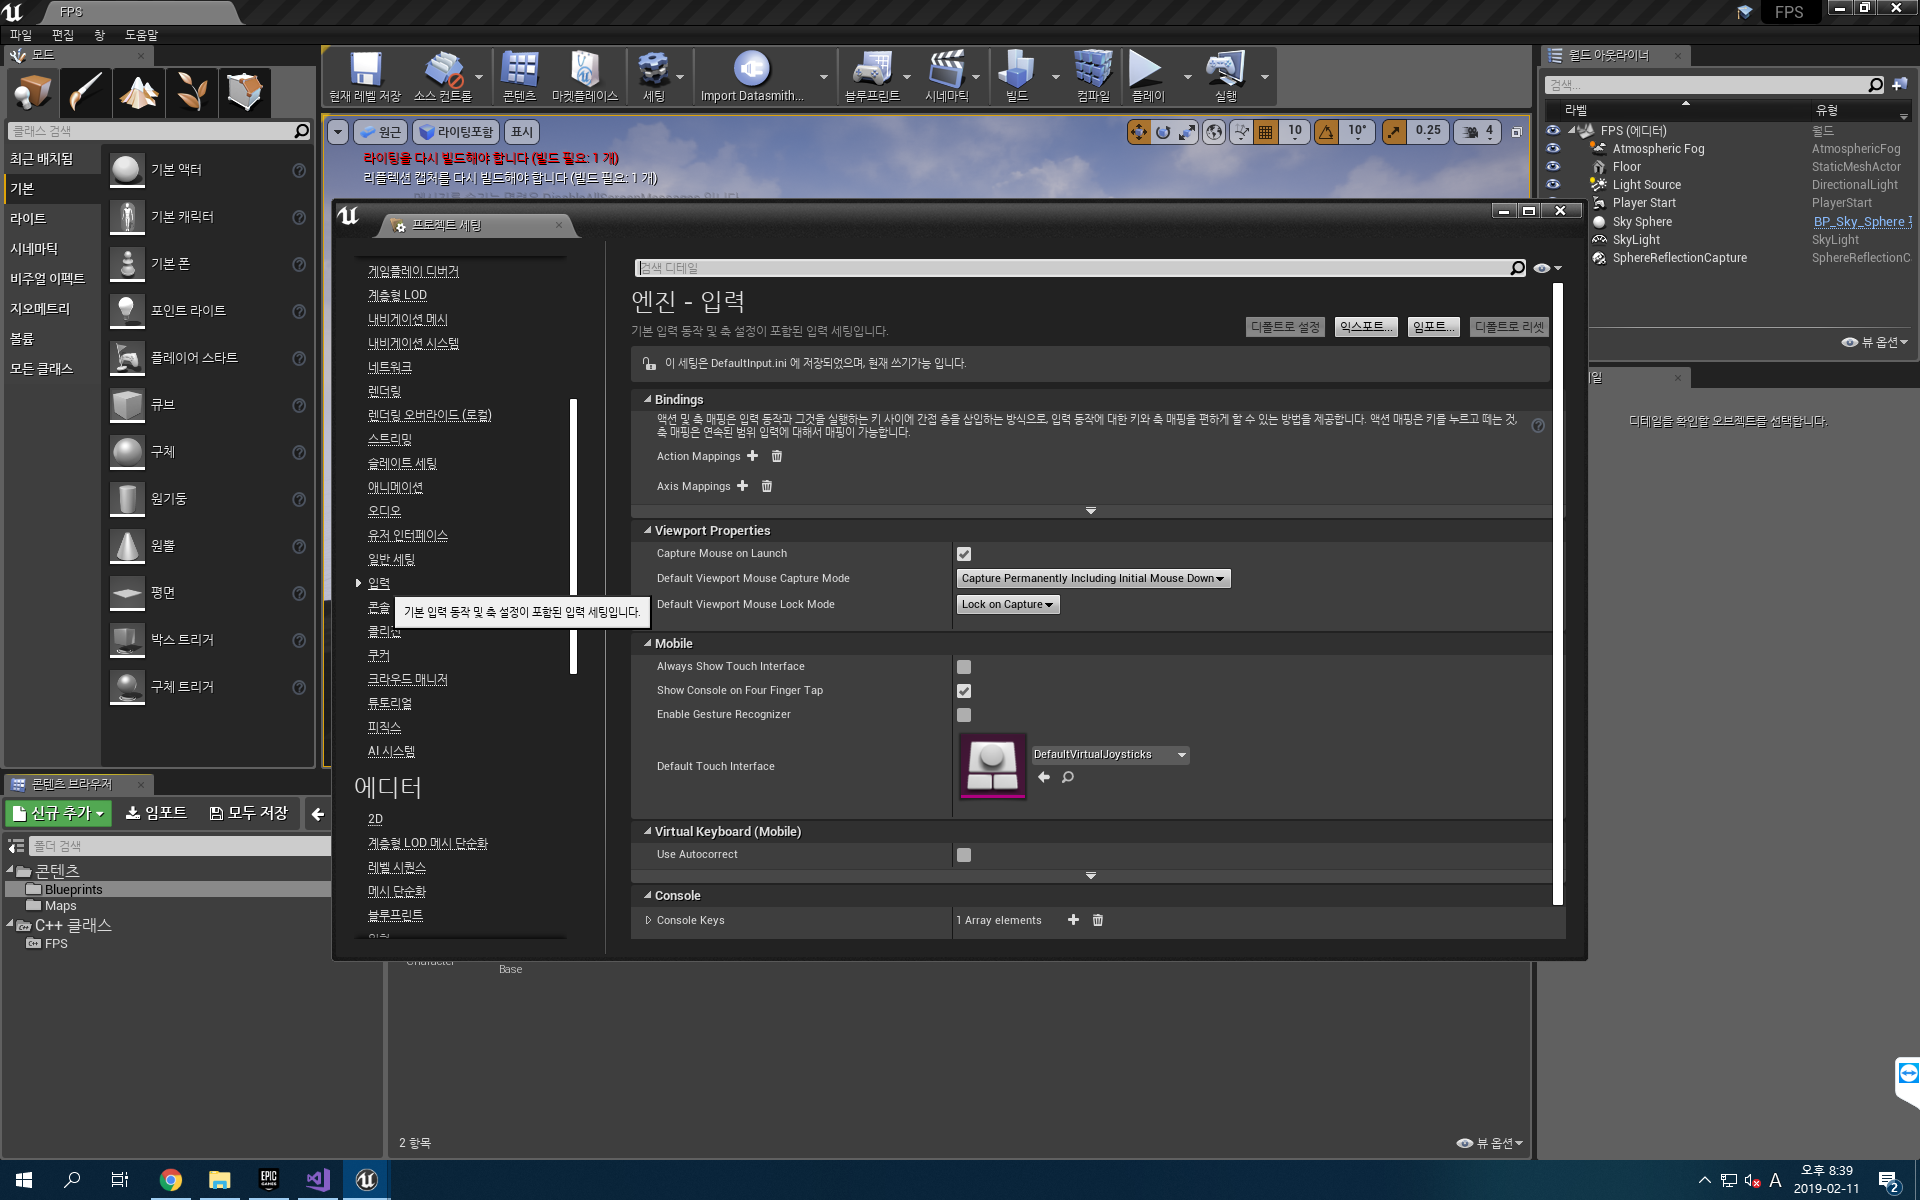 FPS
FPS
파일 편집 창 도움말
모드
현재 레벨 저장
소스 컨트롤
콘텐츠
마켓플레이스
세팅
Import Datasmith...
블루프린트
시네마틱
빌드
컴파일
플레이
실행
클래스 검색
최근 배치됨
기본
라이트
시네마틱
비주얼 이펙트
지오메트리
볼륨
모든 클래스
기본 액터
기본 캐릭터
기본 폰
포인트 라이트
플레이어 스타트
큐브
구체
원기둥
원뿔
평면
박스 트리거
구체 트리거
원근 라이팅포함 표시
10 10° 0.25 4
라이팅을 다시 빌드해야 합니다 (빌드 필요: 1 개)
리플렉션 캡처를 다시 빌드해야 합니다 (빌드 필요: 1 개)
월드 아웃라이너
검색...
라벨 유형
FPS (에디터) 월드
Atmospheric Fog AtmosphericFog
Floor StaticMeshActor
Light Source DirectionalLight
Player Start PlayerStart
Sky Sphere BP_Sky_Sphere
SkyLight SkyLight
SphereReflectionCapture SphereReflectionC
뷰 옵션
일
디테일을 확인할 오브젝트를 선택합니다.
프로젝트 세팅
게임플레이 디버거
계층형 LOD
내비게이션 메시
내비게이션 시스템
네트워크
렌더링
렌더링 오버라이드 (로컬)
스트리밍
슬레이트 세팅
애니메이션
오디오
유저 인터페이스
일반 세팅
입력
콘솔
콜리전
쿠커
크라우드 매니저
튜토리얼
피직스
AI 시스템
에디터
2D
계층형 LOD 메시 단순화
레벨 시퀀스
메시 단순화
블루프린트
기본 입력 동작 및 축 설정이 포함된 입력 세팅입니다.
검색 디테일
엔진 - 입력
기본 입력 동작 및 축 설정이 포함된 입력 세팅입니다.
디폴트로 설정 익스포트... 임포트... 디폴트로 리셋
이 세팅은 DefaultInput.ini 에 저장되었으며, 현재 쓰기가능 입니다.
Bindings
액션 및 축 매핑은 입력 동작과 그것을 실행하는 키 사이에 간접 층을 삽입하는 방식으로, 입력 동작에 대한 키와 축 매핑을 편하게 할 수 있는 방법을 제공합니다. 액션 매핑은 키를 누르고 떼는 것,
축 매핑은 연속된 범위 입력에 대해서 매핑이 가능합니다.
Action Mappings
Axis Mappings
Viewport Properties
Capture Mouse on Launch
Default Viewport Mouse Capture Mode Capture Permanently Including Initial Mouse Down
Default Viewport Mouse Lock Mode Lock on Capture
Mobile
Always Show Touch Interface
Show Console on Four Finger Tap
Enable Gesture Recognizer
Default Touch Interface DefaultVirtualJoysticks
Virtual Keyboard (Mobile)
Use Autocorrect
Console
Console Keys 1 Array elements
콘텐츠 브라우저
신규 추가 임포트 모두 저장
폴더 검색
콘텐츠
Blueprints
Maps
C++ 클래스
FPS
Character
Base
2 항목
뷰 옵션
EPIC GAMES
A
오후 8:39
2019-02-11
2